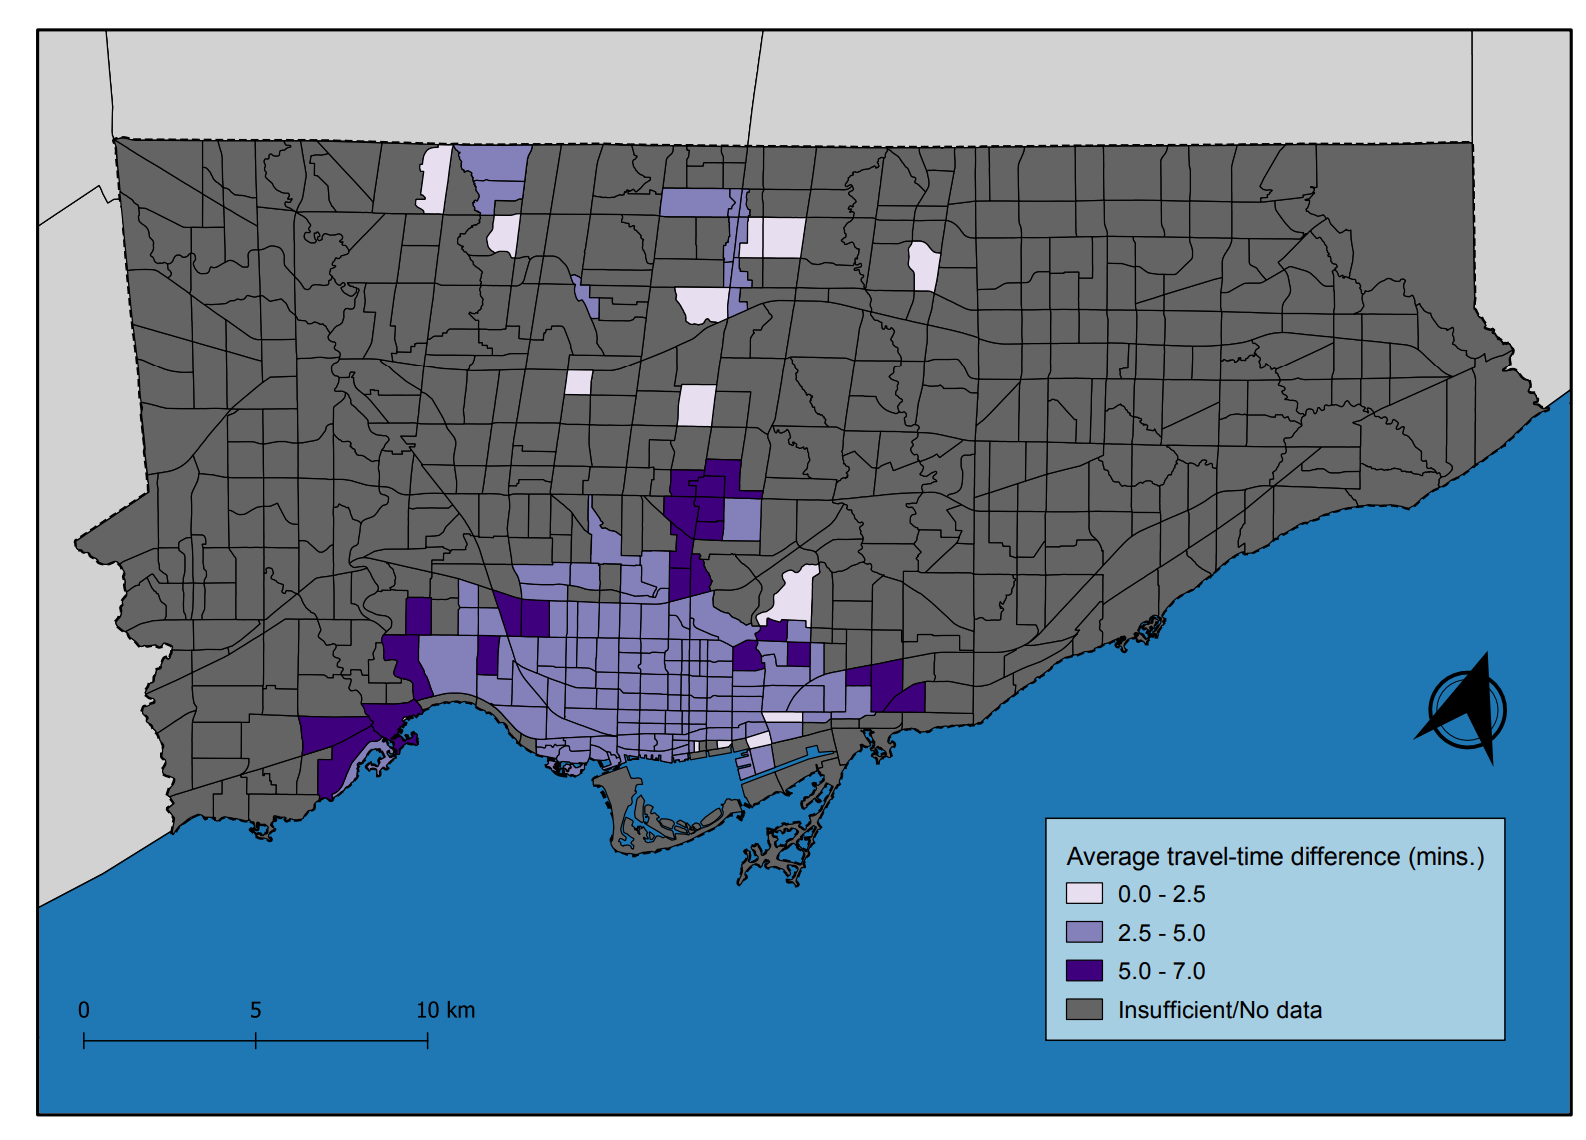 Average travel-time difference (mins.)
0.0 - 2.5
2.5 - 5.0
5.0 - 7.0
Insufficient/No data
0 5 10 km